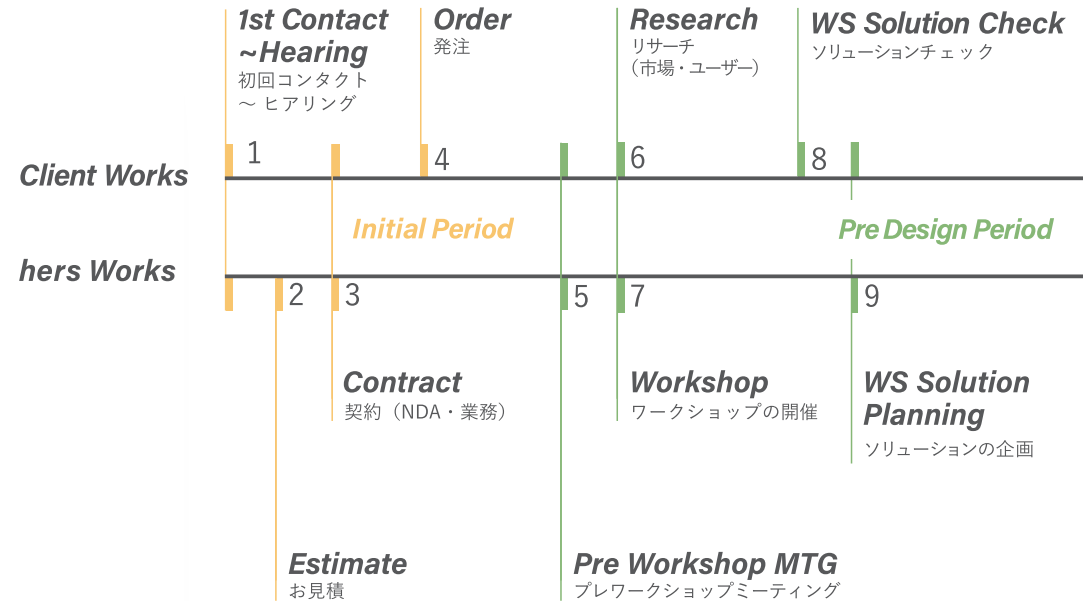 1st Contact
~Hearing
初回コンタクト
〜 ヒアリング
Order
発注
Research
リサーチ
（市場・ユーザー）
WS Solution Check
ソリューションチェック
1
4
6
8
Client Works
Initial Period
Pre Design Period
hers Works
2
3
5
7
9
Contract
契約（NDA・業務）
Workshop
ワークショップの開催
WS Solution
Planning
ソリューションの企画
Estimate
お見積
Pre Workshop MTG
プレワークショップミーティング